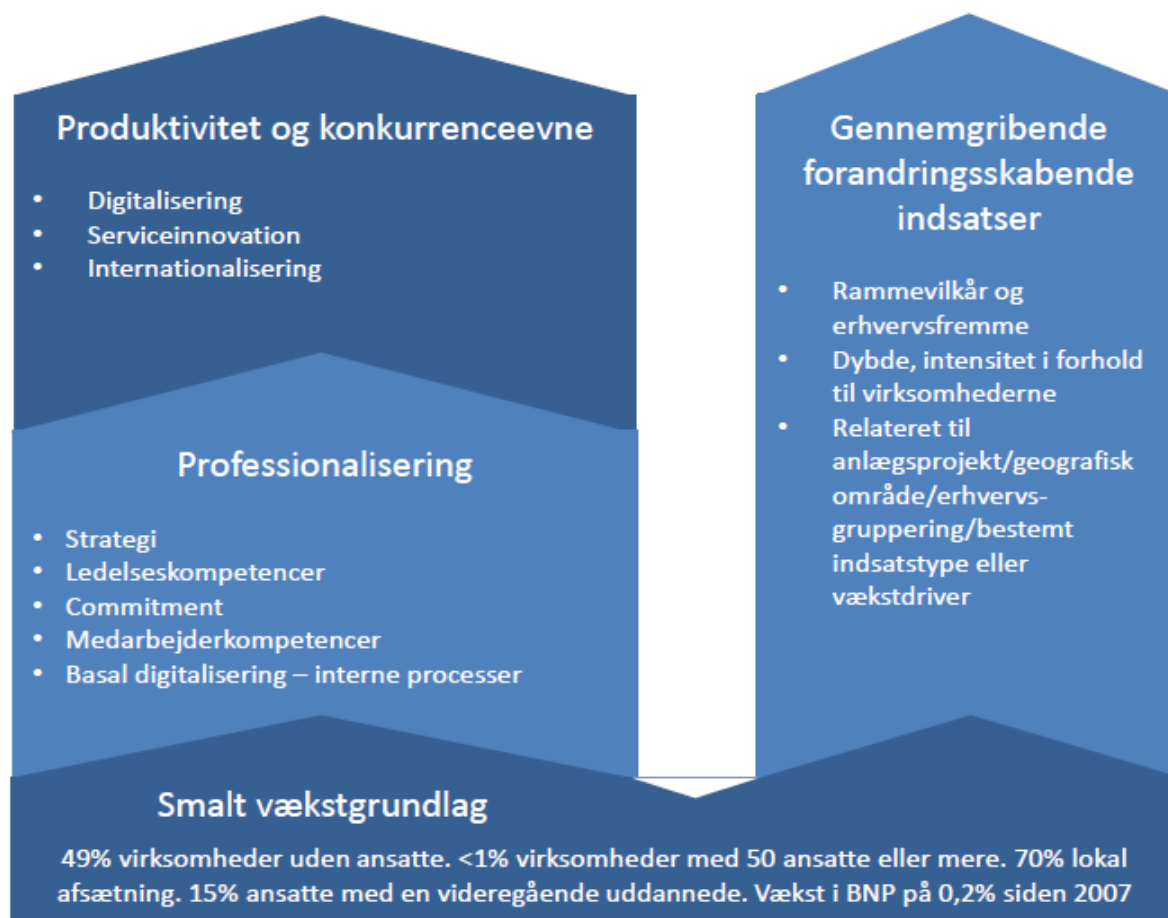 Produktivitet og konkurrenceevne
• Digitalisering
• Serviceinnovation
• Internationalisering
Professionalisering
• Strategi
• Ledelseskompetencer
• Commitment
• Medarbejderkompetencer
• Basal digitalisering – interne processer
Gennemgribende
forandringsskabende
indsatser
• Rammevilkår og
erhvervsfremme
• Dybde, intensitet i forhold
til virksomhederne
• Relateret til
anlægsprojekt/geografisk
område/erhvervs-
gruppering/bestemt
indsatstype eller
vækstdriver
Smalt vækstgrundlag
49% virksomheder uden ansatte. <1% virksomheder med 50 ansatte eller mere. 70% lokal
afsætning. 15% ansatte med en videregående uddannede. Vækst i BNP på 0,2% siden 2007